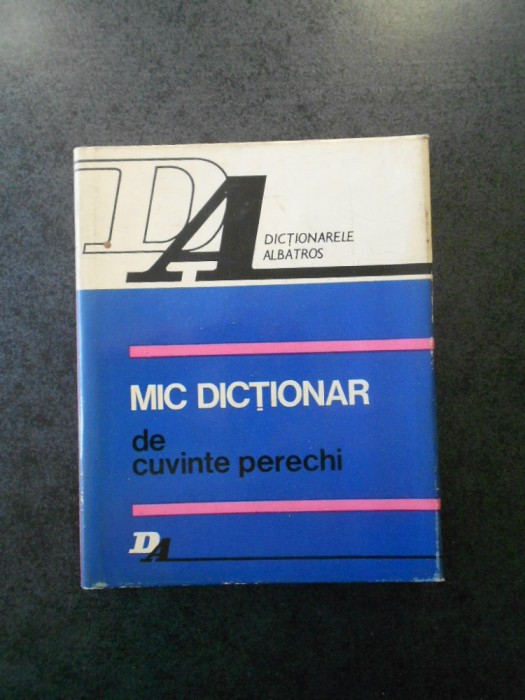 DA
DICȚIONARELE
ALBATROS
MIC DICȚIONAR
de
cuvinte perechi
DA